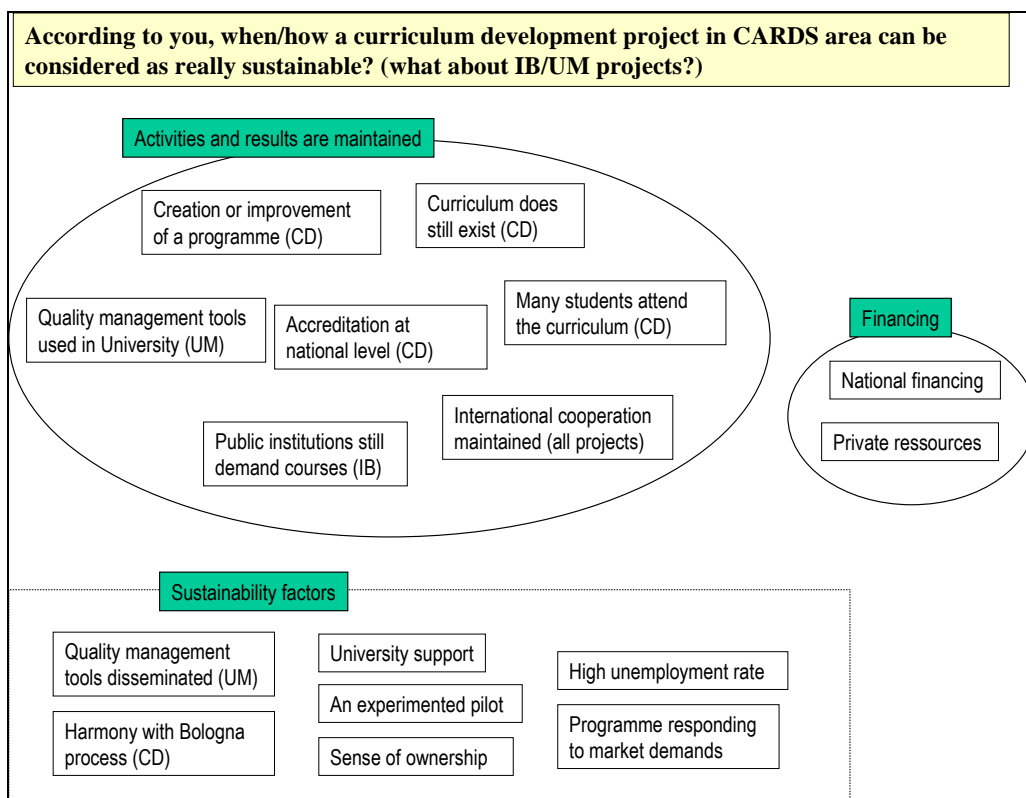 According to you, when/how a curriculum development project in CARDS area can be
considered as really sustainable? (what about IB/UM projects?)
Activities and results are maintained
Creation or improvement
of a programme (CD)
Curriculum does
still exist (CD)
Quality management tools
used in University (UM)
Accreditation at
national level (CD)
Many students attend
the curriculum (CD)
Public institutions still
demand courses (IB)
International cooperation
maintained (all projects)
Financing
National financing
Private ressources
Sustainability factors
Quality management
tools disseminated (UM)
Harmony with Bologna
process (CD)
University support
An experimented pilot
Sense of ownership
High unemployment rate
Programme responding
to market demands